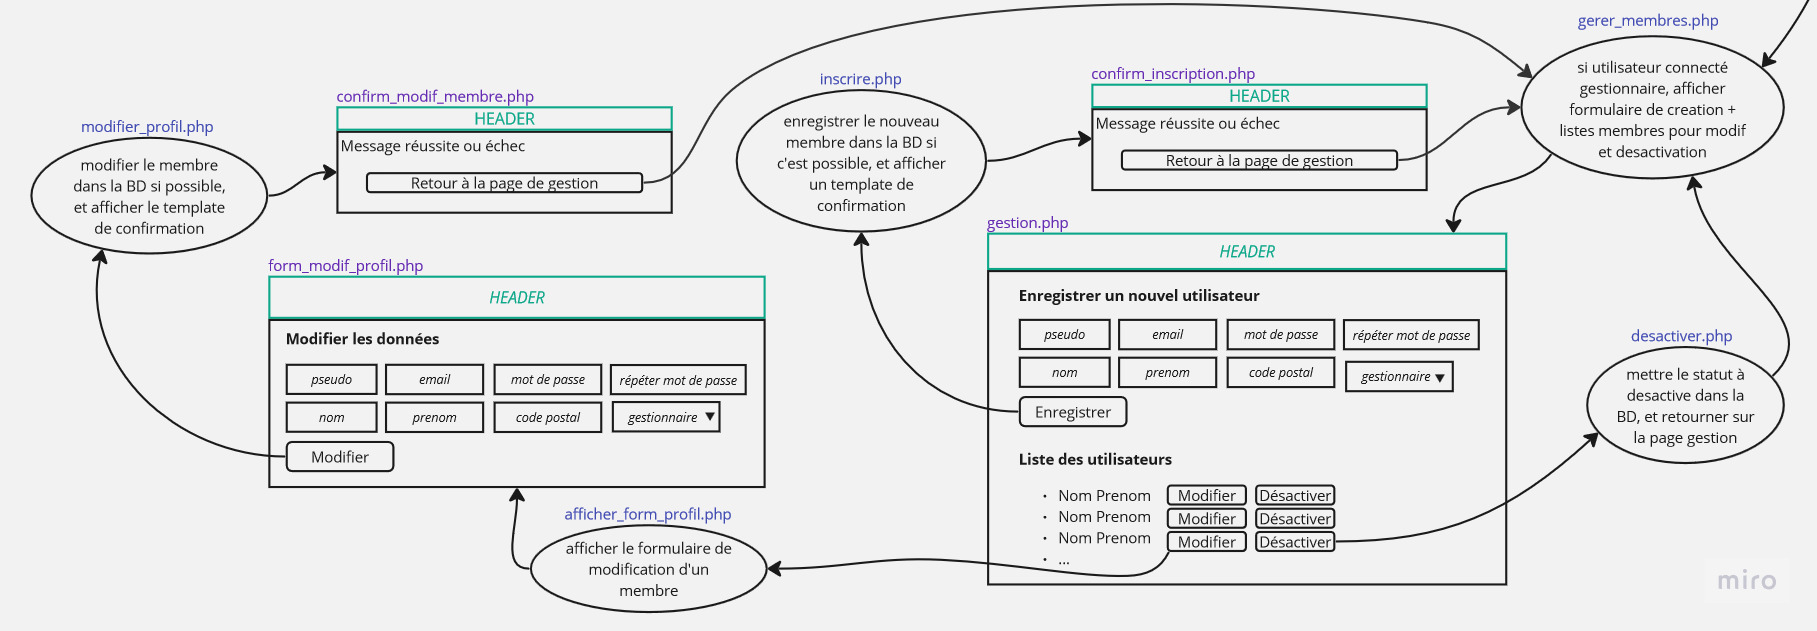 gerer_membres.php
si utilisateur connecté
gestionnaire, afficher
formulaire de creation +
listes membres pour modif
et desactivation
confirm_inscription.php
HEADER
Message réussite ou échec
Retour à la page de gestion
inscrire.php
enregistrer le nouveau
membre dans la BD si
c'est possible, et afficher
un template de
confirmation
confirm_modif_membre.php
HEADER
Message réussite ou échec
Retour à la page de gestion
modifier_profil.php
modifier le membre
dans la BD si possible,
et afficher le template
de confirmation
gestion.php
HEADER
Enregistrer un nouvel utilisateur
pseudo email mot de passe répéter mot de passe
nom prenom code postal gestionnaire
Enregistrer
Liste des utilisateurs
• Nom Prenom Modifier Désactiver
• Nom Prenom Modifier Désactiver
• Nom Prenom Modifier Désactiver
• ...
form_modif_profil.php
HEADER
Modifier les données
pseudo email mot de passe répéter mot de passe
nom prenom code postal gestionnaire
Modifier
desactiver.php
mettre le statut à
desactive dans la
BD, et retourner sur
la page gestion
afficher_form_profil.php
afficher le formulaire de
modification d'un
membre
miro